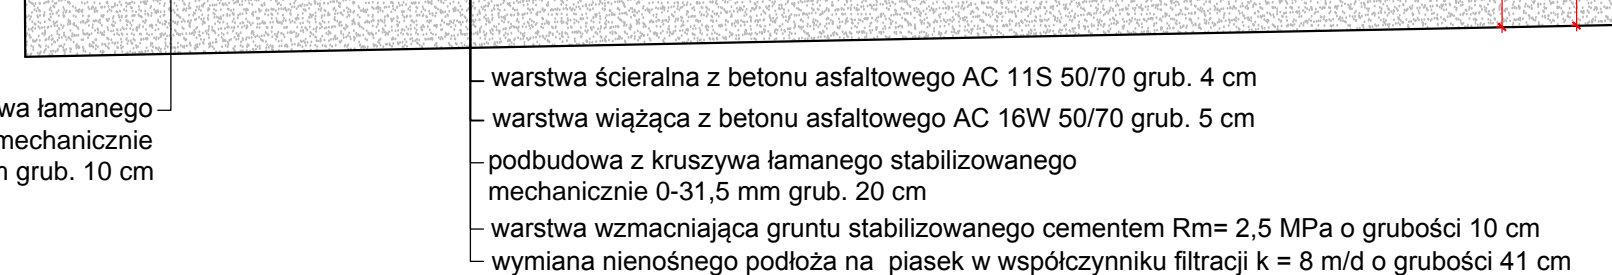 warstwa ścieralna z betonu asfaltowego AC 11S 50/70 grub. 4 cm
warstwa wiążąca z betonu asfaltowego AC 16W 50/70 grub. 5 cm
podbudowa z kruszywa łamanego stabilizowanego
mechanicznie 0-31,5 mm grub. 20 cm
warstwa wzmacniająca gruntu stabilizowanego cementem Rm= 2,5 MPa o grubości 10 cm
wymiana nienośnego podłoża na piasek w współczynniku filtracji k = 8 m/d o grubości 41 cm
łamanego
mechanicznie
grub. 10 cm